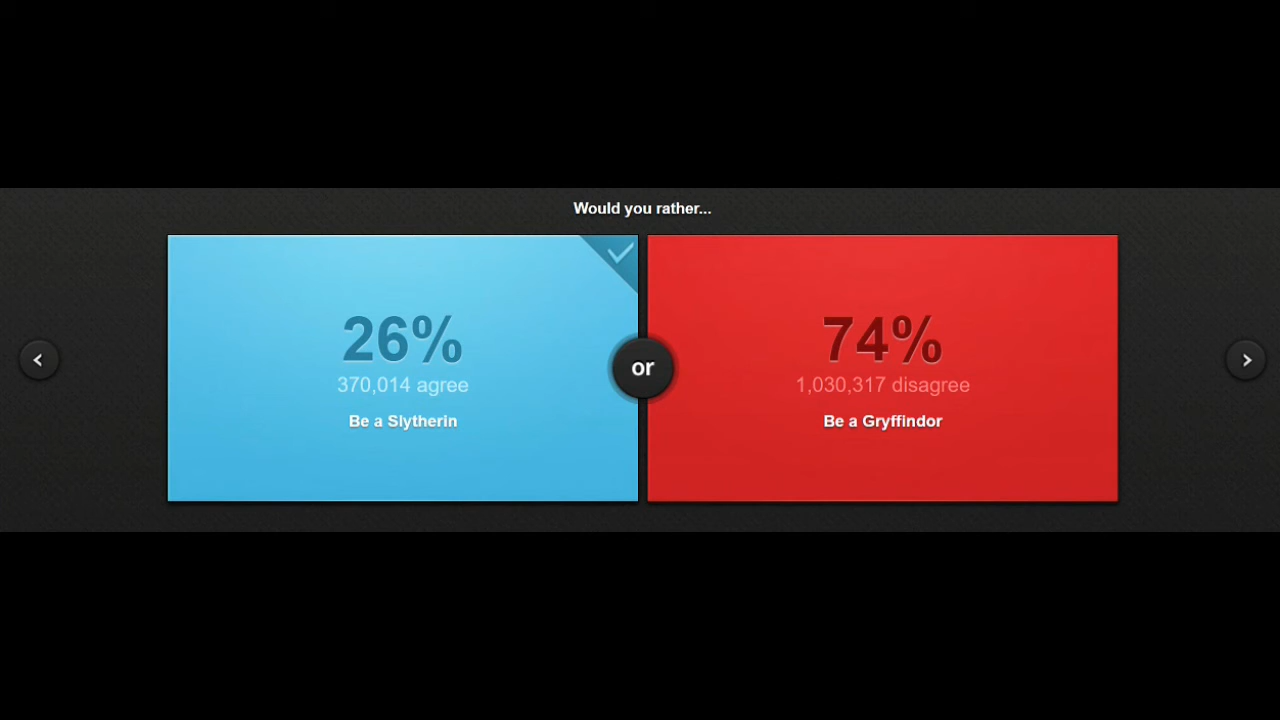 Would you rather...
26%
370,014 agree
Be a Slytherin
or
74%
1,030,317 disagree
Be a Gryffindor